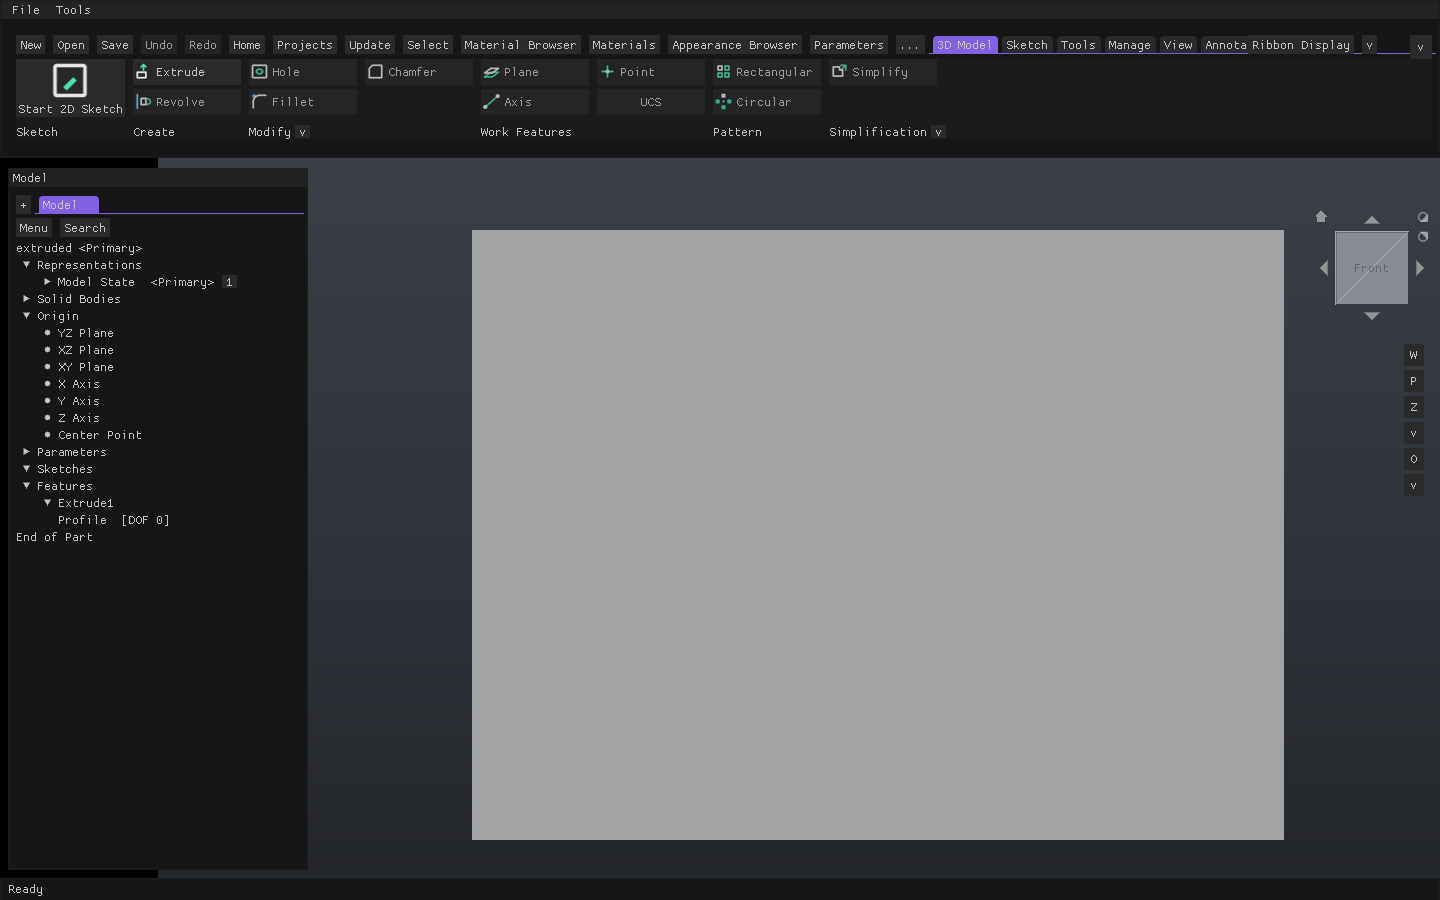 File Tools
New Open Save Undo Redo Home Projects Update Select Material Browser Materials Appearance Browser Parameters ... 3D Model Sketch Tools Manage View Annota Ribbon Display v v
Extrude Hole Chamfer Plane Point Rectangular Simplify
Start 2D Sketch Revolve Fillet Axis UCS Circular
Sketch Create Modify v Work Features Pattern Simplification v
Model
+ Model
Menu Search
extruded <Primary>
Representations
Model State <Primary> 1
Solid Bodies
Origin
YZ Plane
XZ Plane
XY Plane
X Axis
Y Axis
Z Axis
Center Point
Parameters
Sketches
Features
Extrude1
Profile [DOF 0]
End of Part
Front
W
P
Z
v
O
v
Ready